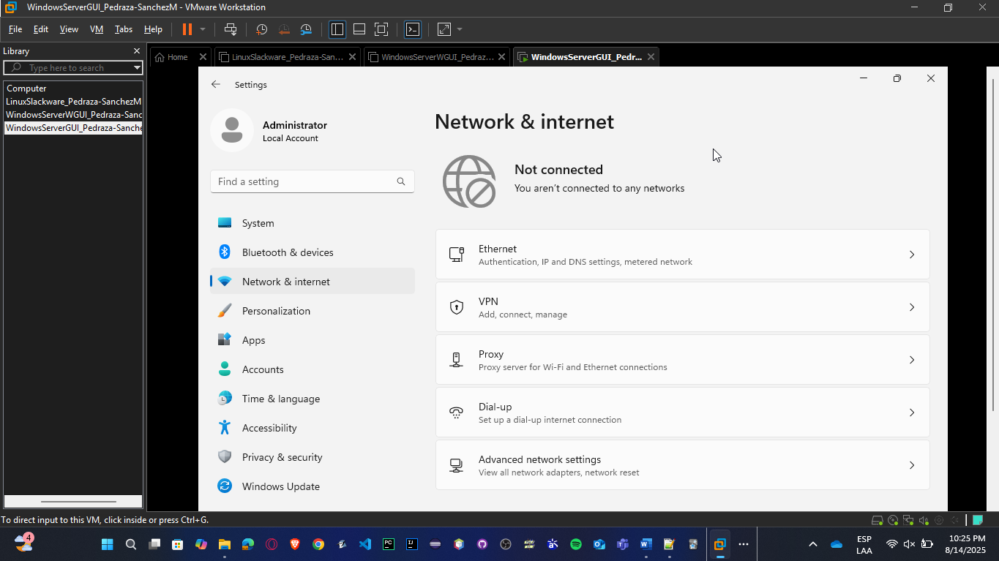 WindowsServerGUI_Pedraza-SanchezM - VMware Workstation
File Edit View VM Tabs Help
Library
Type here to search
Computer
LinuxSlackware_Pedraza-SanchezM
WindowsServerWGUI_Pedraza-Sanc
WindowsServerGUI_Pedraza-Sanche
Home
LinuxSlackware_Pedraza-San...
WindowsServerWGUI_Pedraz...
WindowsServerGUI_Pedr...
Settings
Administrator
Local Account
Find a setting
System
Bluetooth & devices
Network & internet
Personalization
Apps
Accounts
Time & language
Accessibility
Privacy & security
Windows Update
Network & internet
Not connected
You aren't connected to any networks
Ethernet
Authentication, IP and DNS settings, metered network
VPN
Add, connect, manage
Proxy
Proxy server for Wi-Fi and Ethernet connections
Dial-up
Set up a dial-up internet connection
Advanced network settings
View all network adapters, network reset
To direct input to this VM, click inside or press Ctrl+G.
4
PC
IJ
ESP
LAA
10:25 PM
8/14/2025